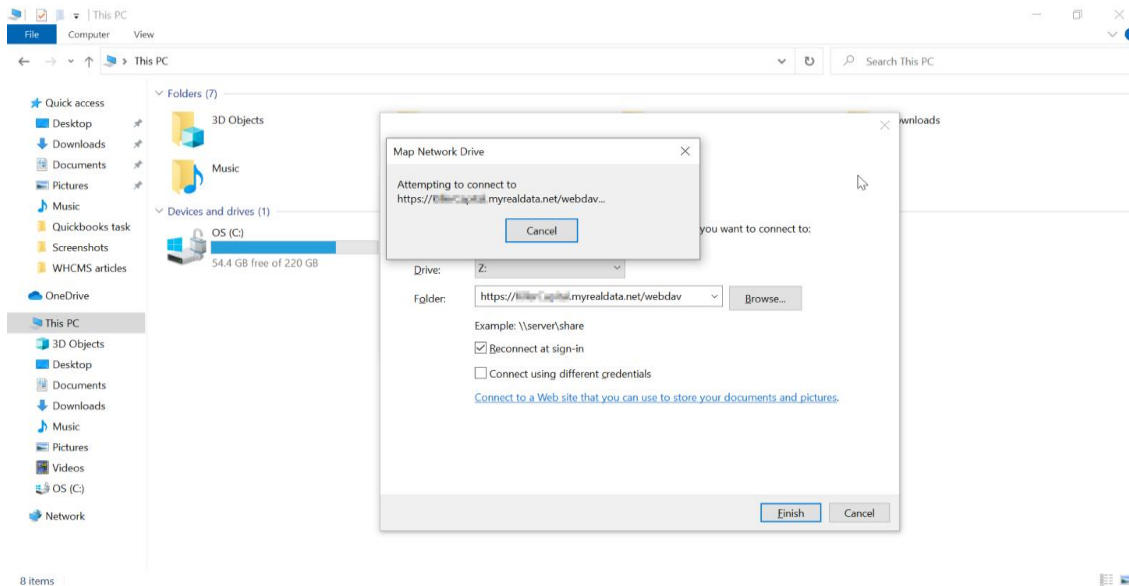 This PC
File Computer View
This PC
Search This PC
Quick access
Desktop
Downloads
Documents
Pictures
Music
Quickbooks task
Screenshots
WHCMS articles
OneDrive
This PC
3D Objects
Desktop
Documents
Downloads
Music
Pictures
Videos
OS (C:)
Network
Folders (7)
3D Objects
wnloads
Music
Devices and drives (1)
OS (C:)
54.4 GB free of 220 GB
Map Network Drive
Attempting to connect to
https:// .myrealdata.net/webdav...
Cancel
you want to connect to:
Drive: Z:
Folder: https:// .myrealdata.net/webdav Browse...
Example: \\server\share
Reconnect at sign-in
Connect using different credentials
Connect to a Web site that you can use to store your documents and pictures.
Finish Cancel
8 items